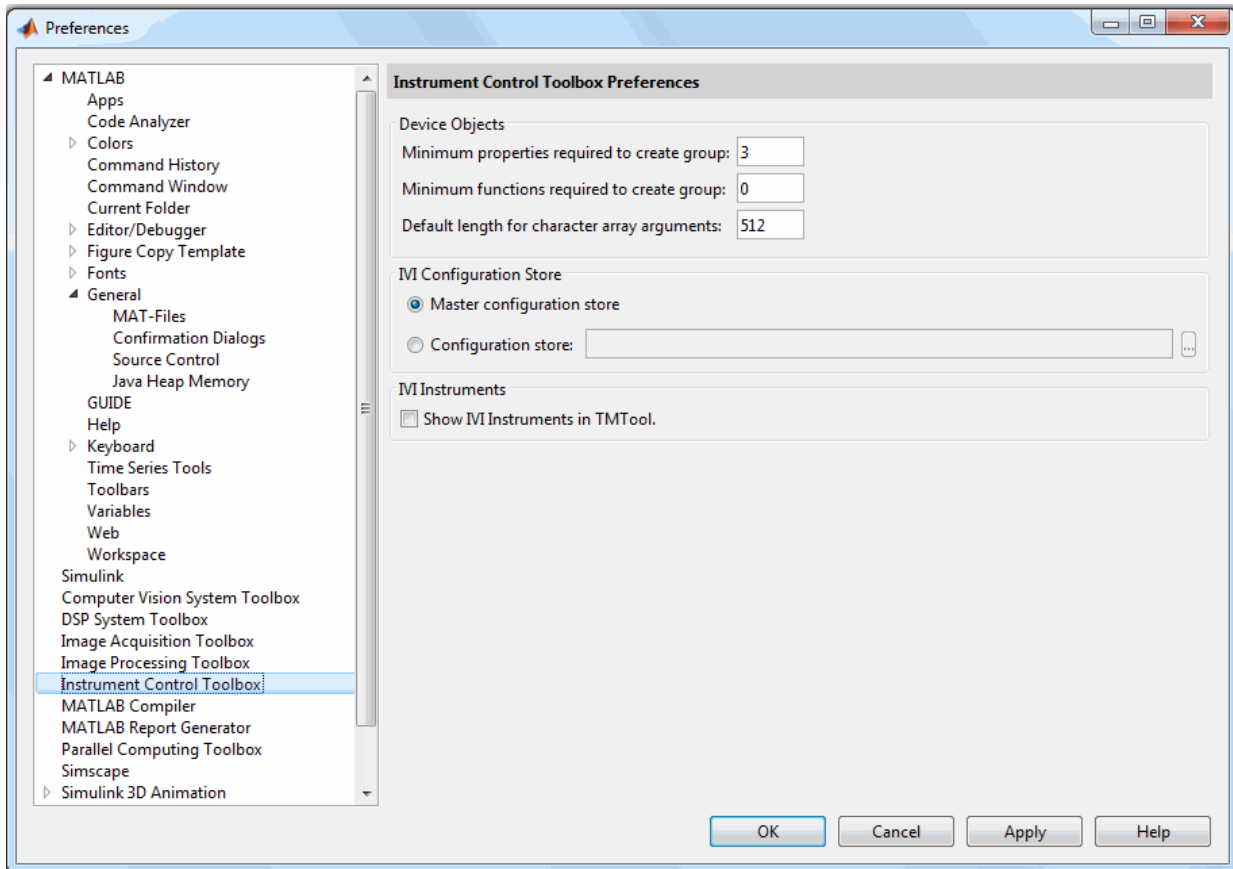 Preferences
MATLAB
Apps
Code Analyzer
Colors
Command History
Command Window
Current Folder
Editor/Debugger
Figure Copy Template
Fonts
General
MAT-Files
Confirmation Dialogs
Source Control
Java Heap Memory
GUIDE
Help
Keyboard
Time Series Tools
Toolbars
Variables
Web
Workspace
Simulink
Computer Vision System Toolbox
DSP System Toolbox
Image Acquisition Toolbox
Image Processing Toolbox
Instrument Control Toolbox
MATLAB Compiler
MATLAB Report Generator
Parallel Computing Toolbox
Simscape
Simulink 3D Animation
Instrument Control Toolbox Preferences
Device Objects
Minimum properties required to create group: 3
Minimum functions required to create group: 0
Default length for character array arguments: 512
IVI Configuration Store
Master configuration store
Configuration store: ...
IVI Instruments
Show IVI Instruments in TMTool.
OK Cancel Apply Help